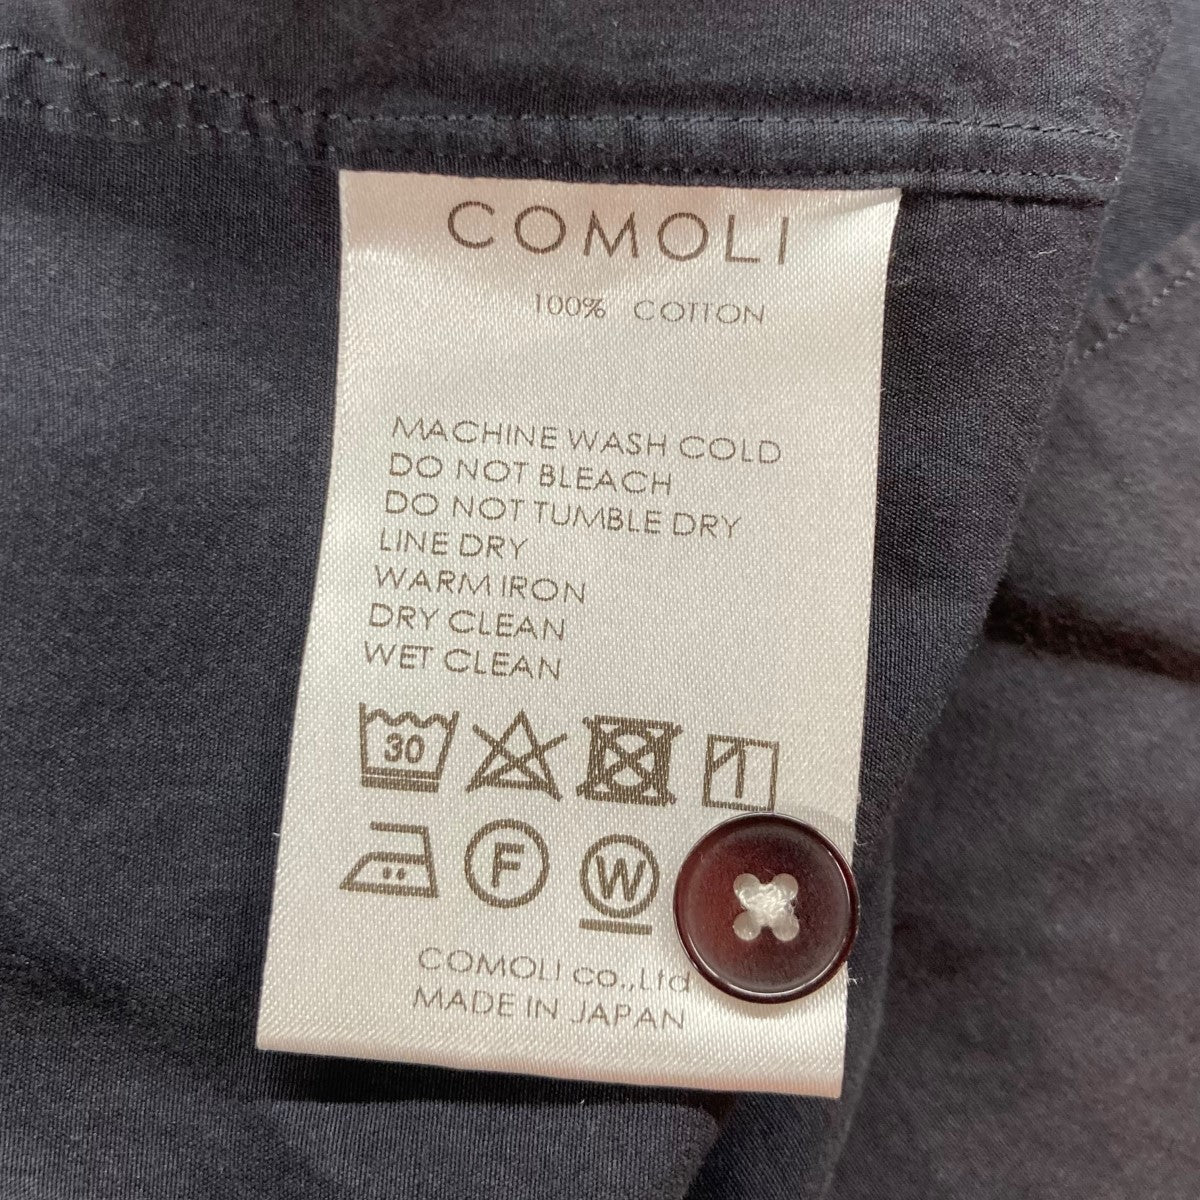 COMOLI
100% COTTON
MACHINE WASH COLD
DO NOT BLEACH
DO NOT TUMBLE DRY
LINE DRY
WARM IRON
DRY CLEAN
WET CLEAN
30
F W
COMOLI co.,Ltd
MADE IN JAPAN